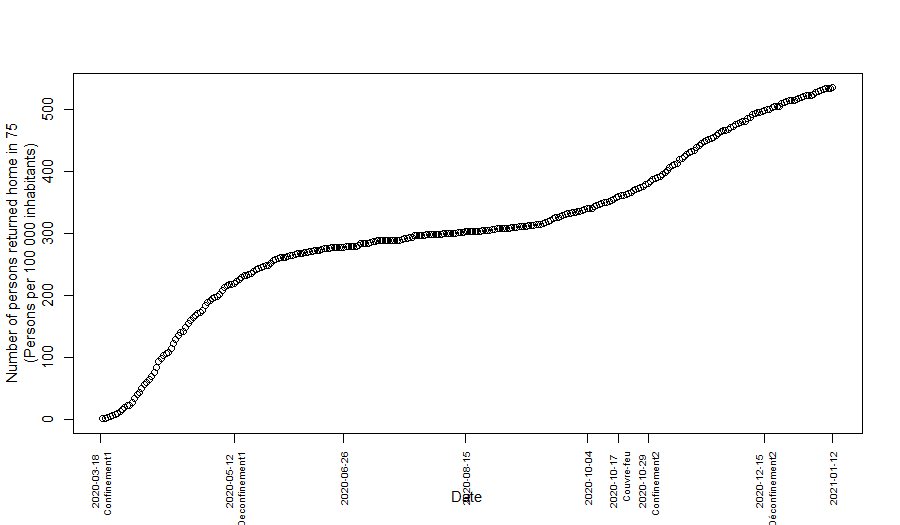 Number of persons returned home in 75
(Persons per 100 000 inhabitants)
500
400
300
200
100
0
2020-03-18
Confinement1
2020-05-12
Déconfinement1
2020-06-26
2020-08-15
2020-10-04
2020-10-17
Couvre-feu
2020-10-29
Confinement2
2020-12-15
Déconfinement2
2021-01-12
Date